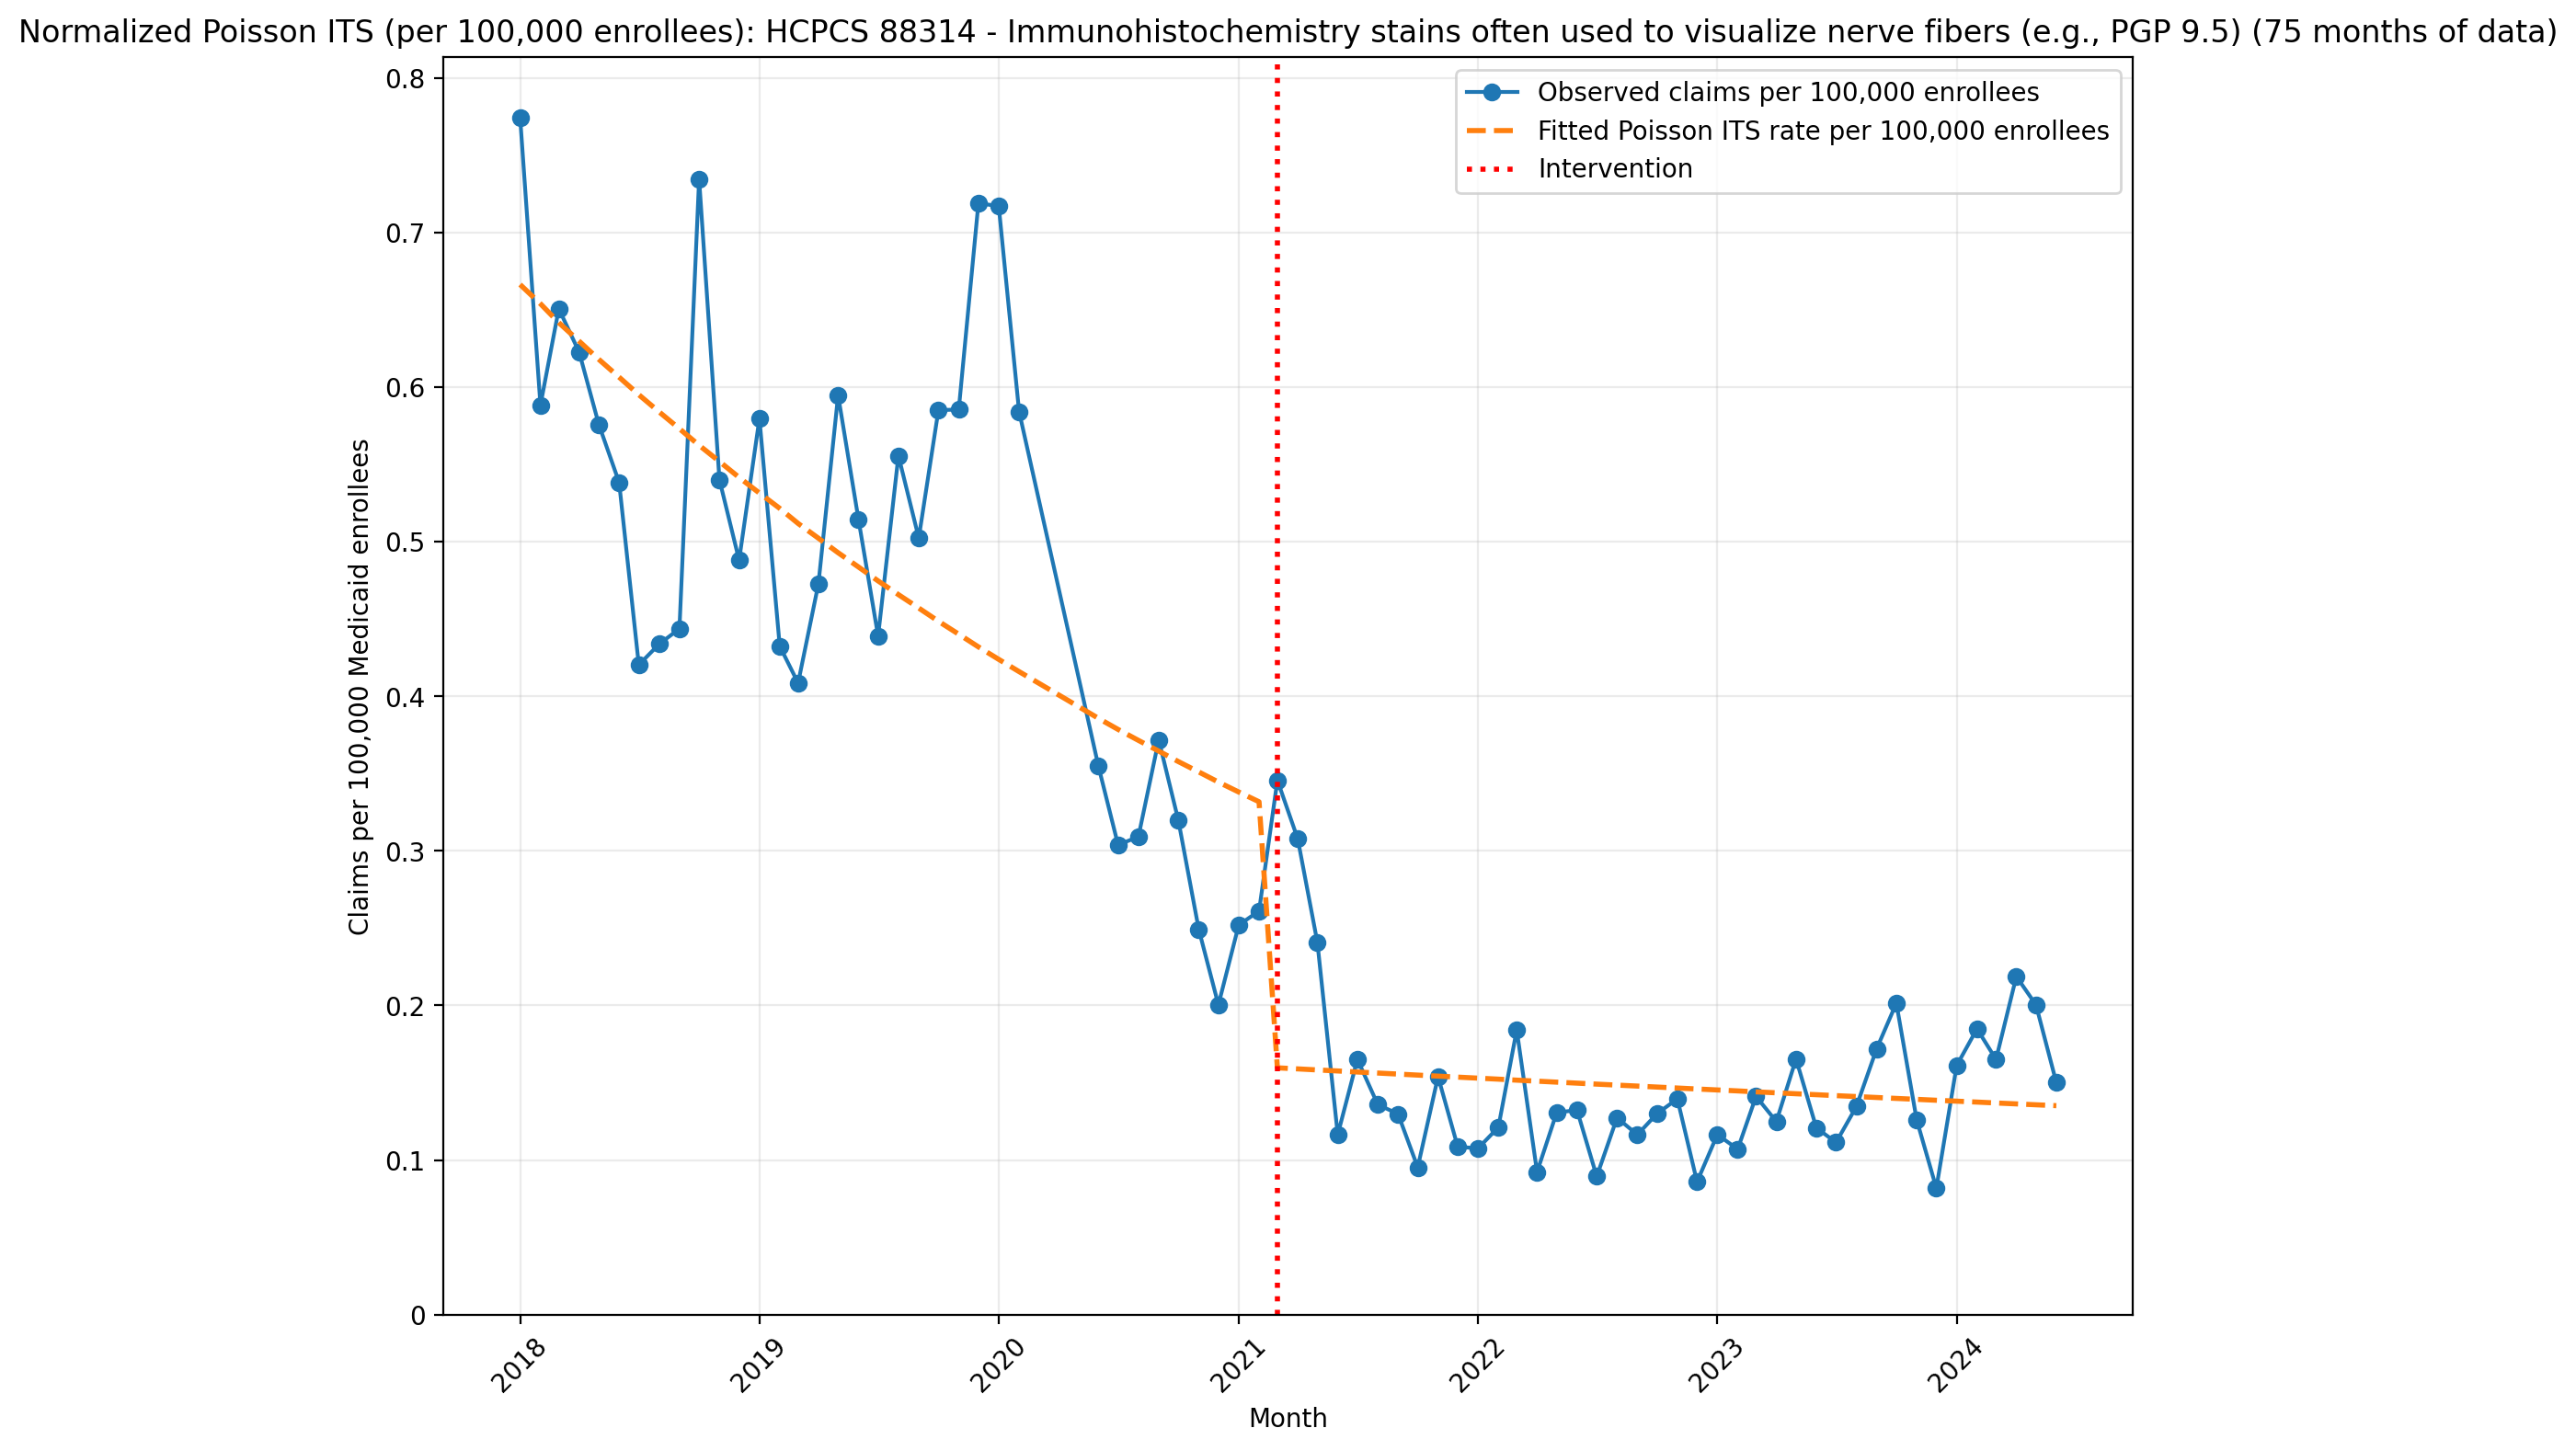 Normalized Poisson ITS (per 100,000 enrollees): HCPCS 88314 - Immunohistochemistry stains often used to visualize nerve fibers (e.g., PGP 9.5) (75 months of data)
Observed claims per 100,000 enrollees
Fitted Poisson ITS rate per 100,000 enrollees
Intervention
Claims per 100,000 Medicaid enrollees
0.8
0.7
0.6
0.5
0.4
0.3
0.2
0.1
0
2018
2019
2020
2021
2022
2023
2024
Month